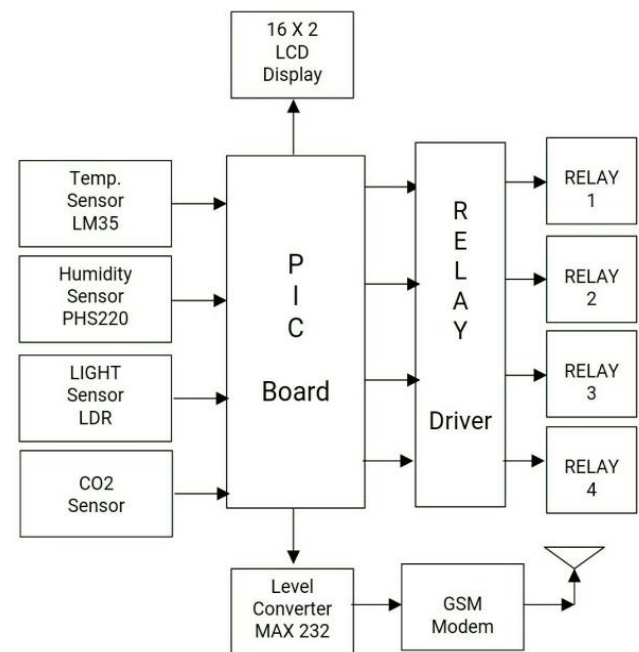 16 X 2
LCD
Display
Temp.
Sensor
LM35
Humidity
Sensor
PHS220
LIGHT
Sensor
LDR
CO2
Sensor
P
I
C
Board
R
E
L
A
Y
Driver
RELAY
1
RELAY
2
RELAY
3
RELAY
4
Level
Converter
MAX 232
GSM
Modem